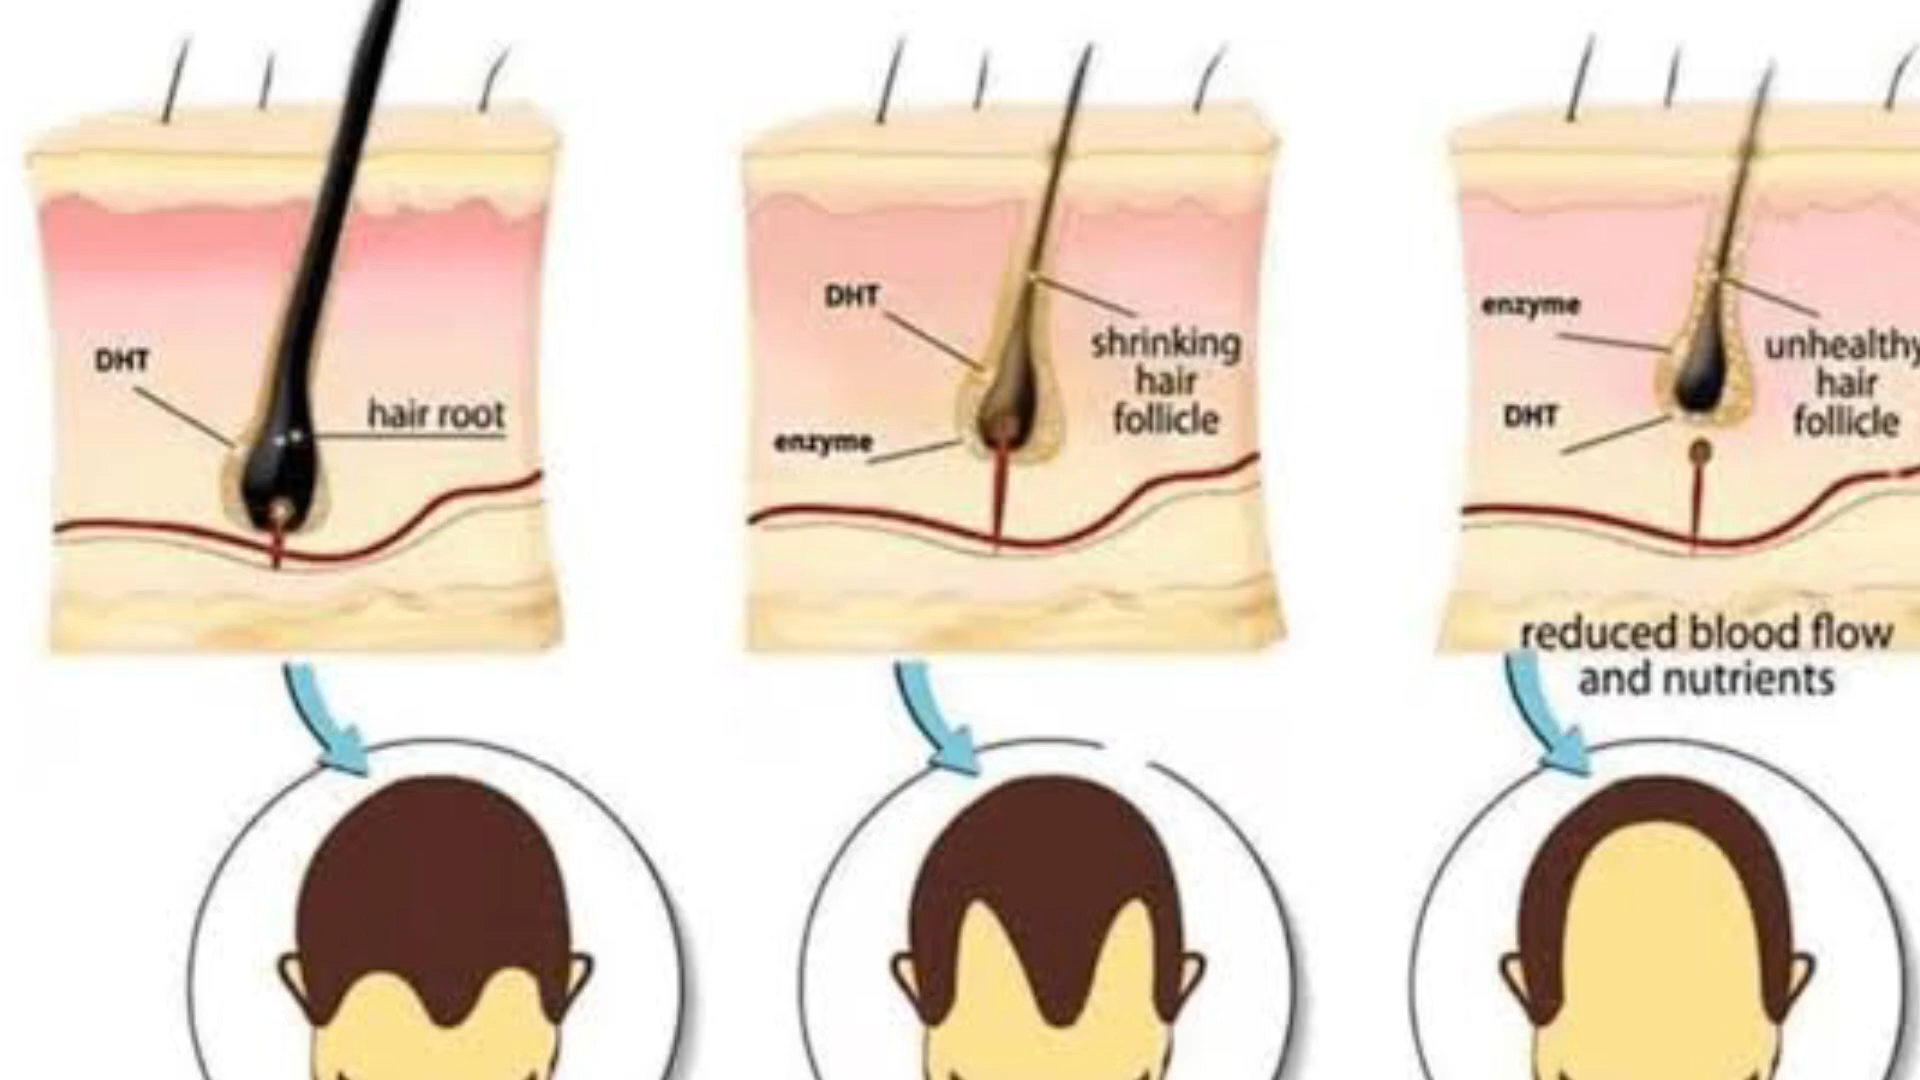 DHT
hair root
DHT
shrinking
hair
follicle
enzyme
enzyme
unhealthy
hair
follicle
DHT
reduced blood flow
and nutrients